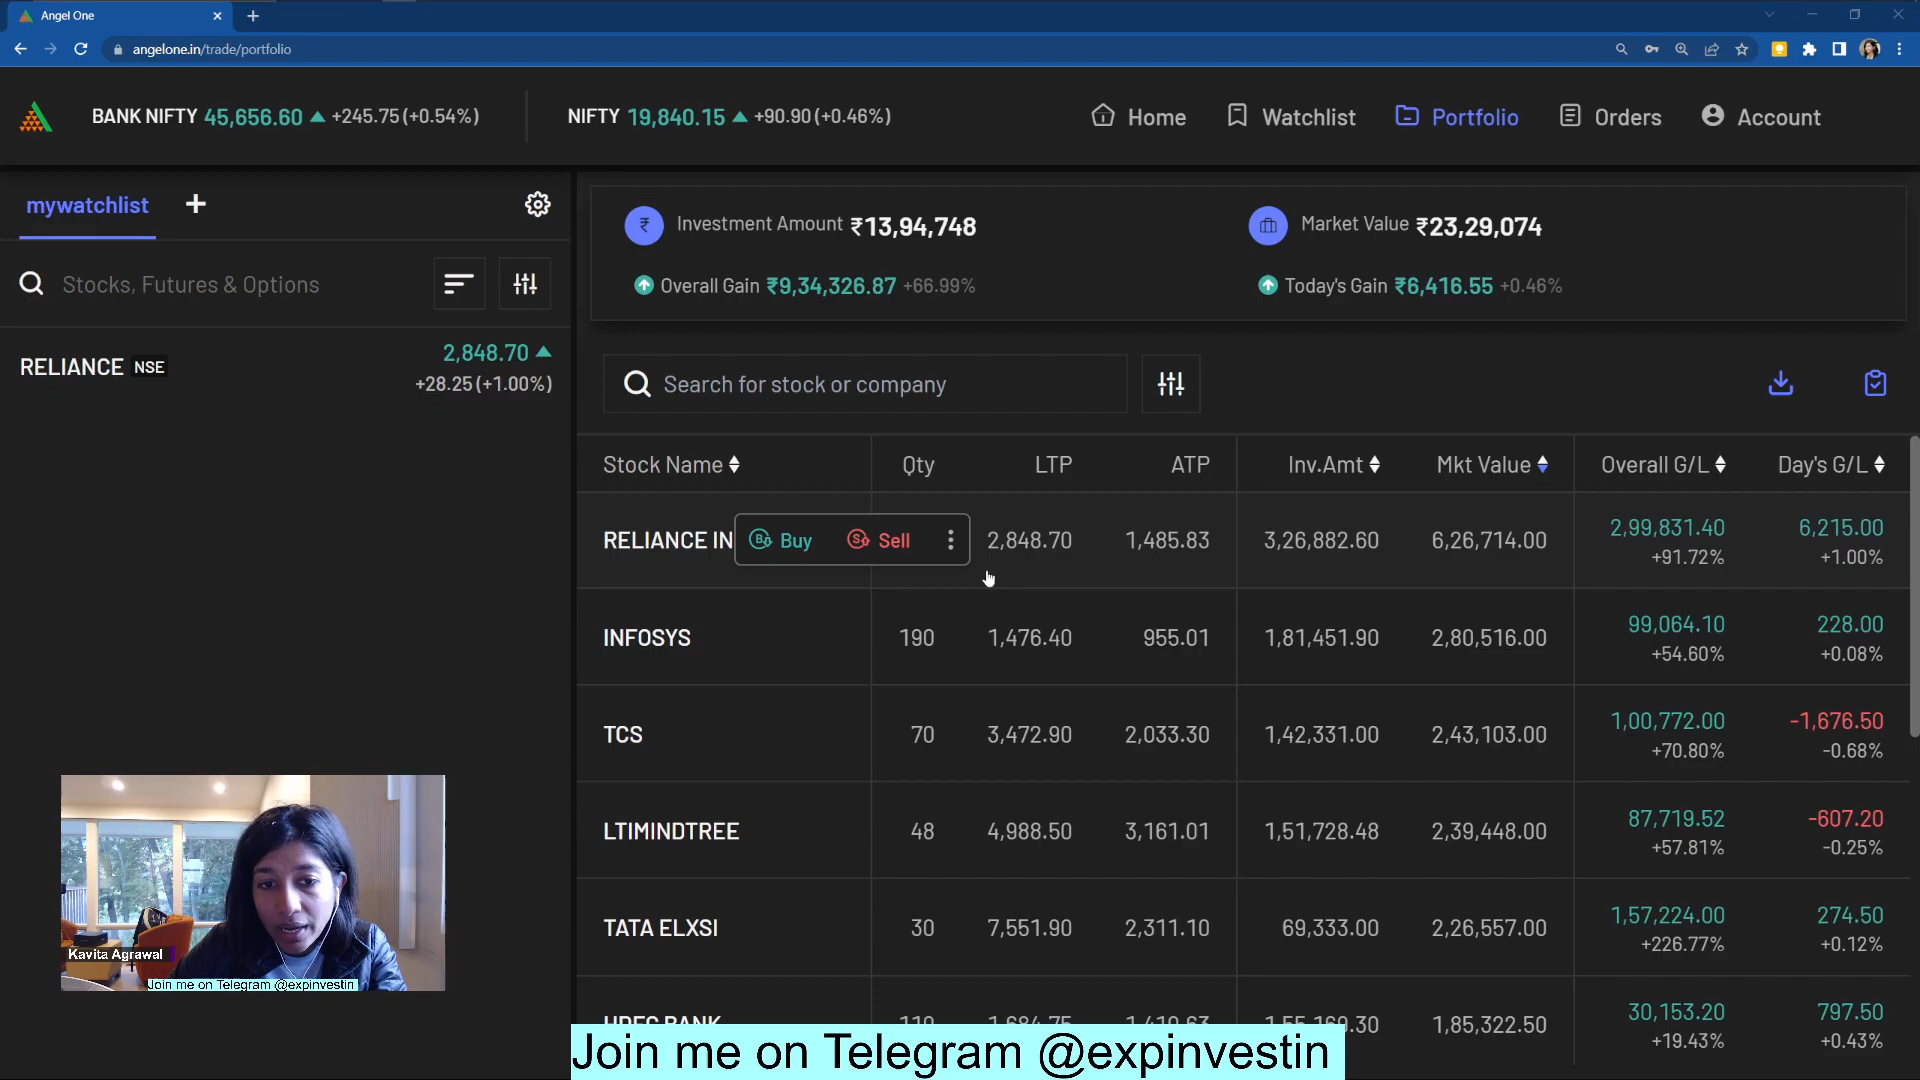 Angel One
angelone.in/trade/portfolio
BANK NIFTY 45,656.60 +245.75 (+0.54%)
NIFTY 19,840.15 +90.90 (+0.46%)
Home
Watchlist
Portfolio
Orders
Account
mywatchlist
Stocks, Futures & Options
RELIANCE NSE
2,848.70
+28.25 (+1.00%)
Investment Amount ₹13,94,748
Market Value ₹23,29,074
Overall Gain ₹9,34,326.87 +66.99%
Today's Gain ₹6,416.55 +0.46%
Search for stock or company
Stock Name Qty LTP ATP Inv.Amt Mkt Value Overall G/L Day's G/L
RELIANCE IN Buy Sell 2,848.70 1,485.83 3,26,882.60 6,26,714.00 2,99,831.40 6,215.00
+91.72% +1.00%
INFOSYS 190 1,476.40 955.01 1,81,451.90 2,80,516.00 99,064.10 228.00
+54.60% +0.08%
TCS 70 3,472.90 2,033.30 1,42,331.00 2,43,103.00 1,00,772.00 -1,676.50
+70.80% -0.68%
LTIMINDTREE 48 4,988.50 3,161.01 1,51,728.48 2,39,448.00 87,719.52 -607.20
+57.81% -0.25%
TATA ELXSI 30 7,551.90 2,311.10 69,333.00 2,26,557.00 1,57,224.00 274.50
+226.77% +0.12%
HDFC BANK 110 1,684.75 1,55,169.30 1,85,322.50 30,153.20 797.50
+19.43% +0.43%
Kavita Agrawal
Join me on Telegram @expinvestin
Join me on Telegram @expinvestin